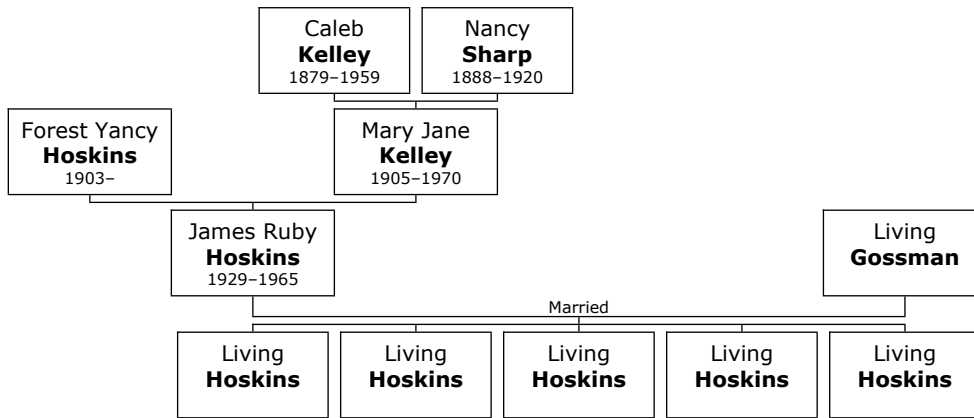 Caleb
Kelley
1879–1959
Nancy
Sharp
1888–1920
Forest Yancy
Hoskins
1903–
Mary Jane
Kelley
1905–1970
James Ruby
Hoskins
1929–1965
Living
Gossman
Married
Living
Hoskins
Living
Hoskins
Living
Hoskins
Living
Hoskins
Living
Hoskins